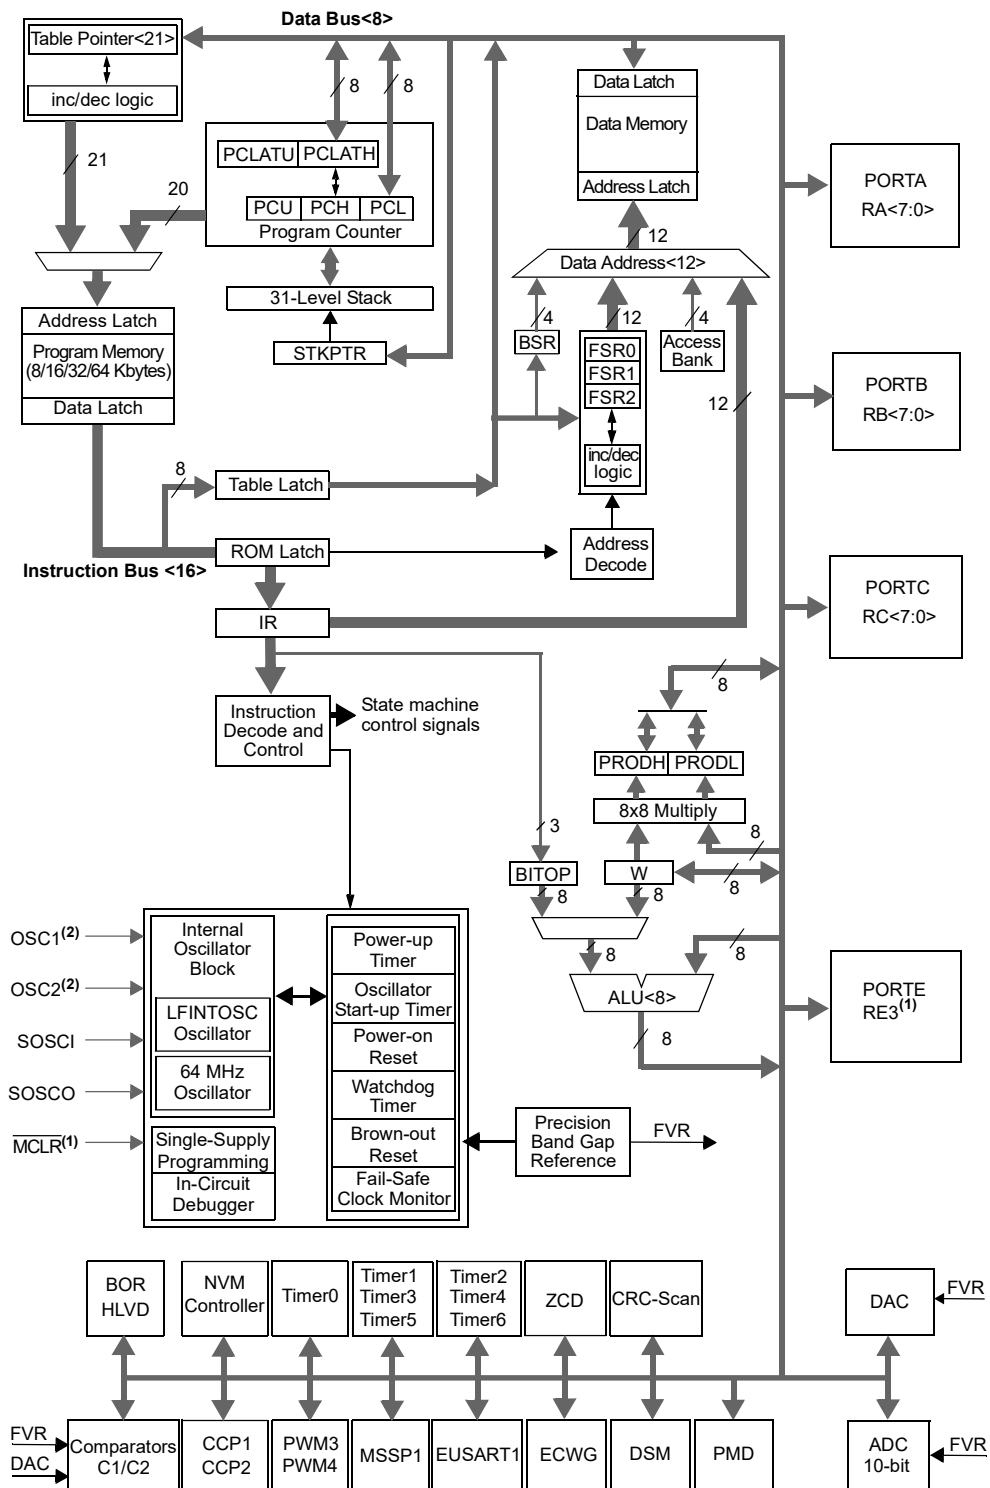 Data Bus<8>
Table Pointer<21>
inc/dec logic
21
20
8
8
PCLATU
PCLATH
PCU
PCH
PCL
Program Counter
31-Level Stack
STKPTR
Address Latch
Program Memory
(8/16/32/64 Kbytes)
Data Latch
Data Latch
Data Memory
Address Latch
12
Data Address<12>
4
12
4
BSR
FSR0
FSR1
FSR2
inc/dec
logic
Access
Bank
12
PORTA
RA<7:0>
PORTB
RB<7:0>
8
Table Latch
ROM Latch
Instruction Bus <16>
Address
Decode
IR
PORTC
RC<7:0>
Instruction
Decode and
Control
State machine
control signals
8
PRODH
PRODL
8x8 Multiply
3
8
BITOP
W
8
8
8
8
8
ALU<8>
8
PORTE
RE3(1)
OSC1(2)
OSC2(2)
SOSCI
SOSCO
MCLR(1)
Internal
Oscillator
Block
LFINTOSC
Oscillator
64 MHz
Oscillator
Single-Supply
Programming
In-Circuit
Debugger
Power-up
Timer
Oscillator
Start-up Timer
Power-on
Reset
Watchdog
Timer
Brown-out
Reset
Fail-Safe
Clock Monitor
Precision
Band Gap
Reference
FVR
BOR
HLVD
NVM
Controller
Timer0
Timer1
Timer3
Timer5
Timer2
Timer4
Timer6
ZCD
CRC-Scan
DAC
FVR
FVR
DAC
Comparators
C1/C2
CCP1
CCP2
PWM3
PWM4
MSSP1
EUSART1
ECWG
DSM
PMD
ADC
10-bit
FVR